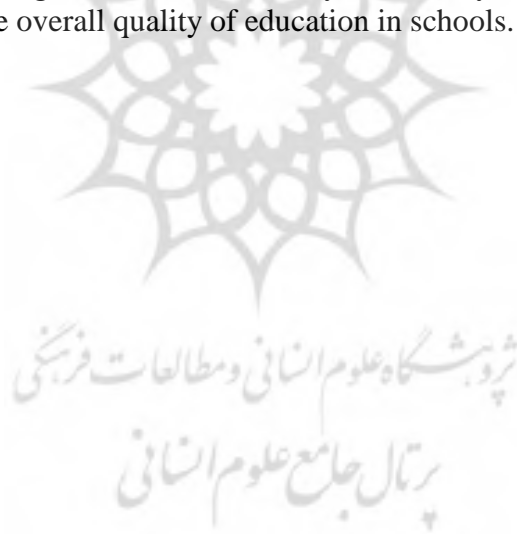 e overall quality of education in schools.
پژوهشگاه علوم انسانی و مطالعات فرهنگی
پرتال جامع علوم انسانی